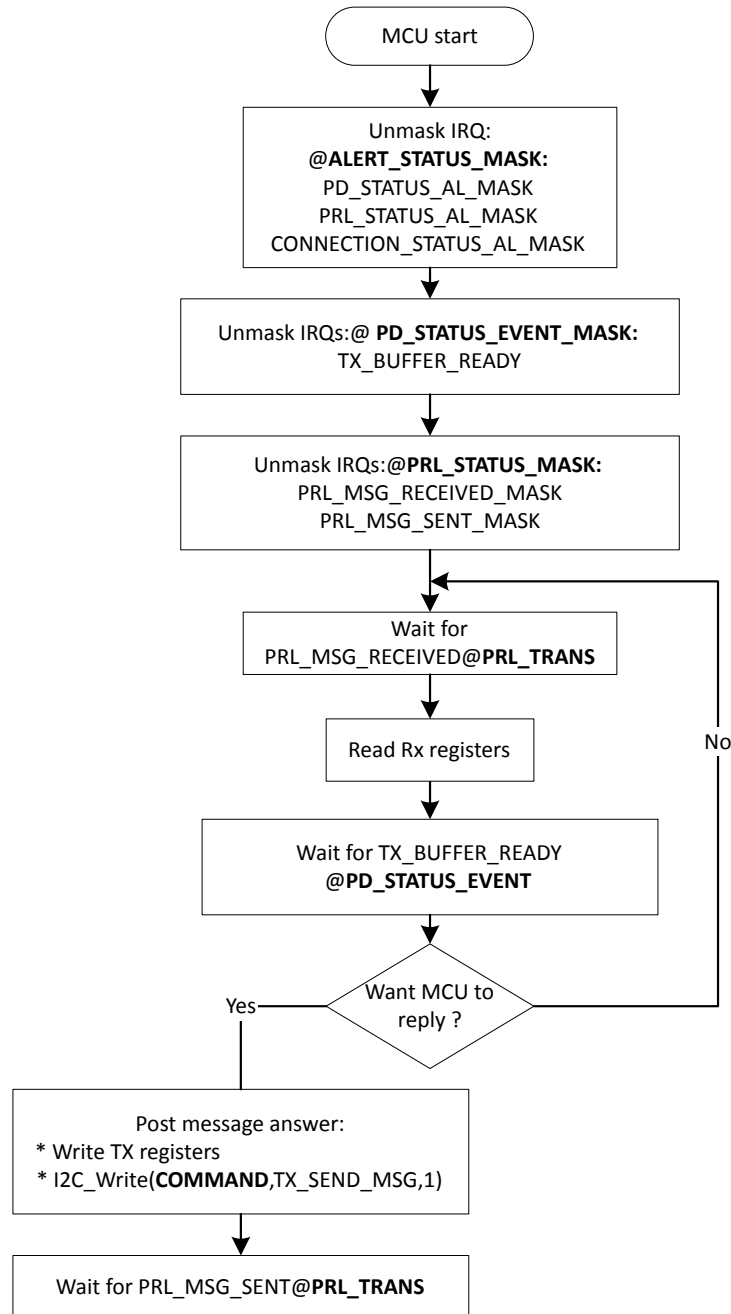 MCU start
Unmask IRQ:
@ALERT_STATUS_MASK:
PD_STATUS_AL_MASK
PRL_STATUS_AL_MASK
CONNECTION_STATUS_AL_MASK
Unmask IRQs:@ PD_STATUS_EVENT_MASK:
TX_BUFFER_READY
Unmask IRQs:@PRL_STATUS_MASK:
PRL_MSG_RECEIVED_MASK
PRL_MSG_SENT_MASK
Wait for
PRL_MSG_RECEIVED@PRL_TRANS
No
Read Rx registers
Wait for TX_BUFFER_READY
@PD_STATUS_EVENT
Want MCU to
reply ?
Yes
Post message answer:
* Write TX registers
* I2C_Write(COMMAND,TX_SEND_MSG,1)
Wait for PRL_MSG_SENT@PRL_TRANS